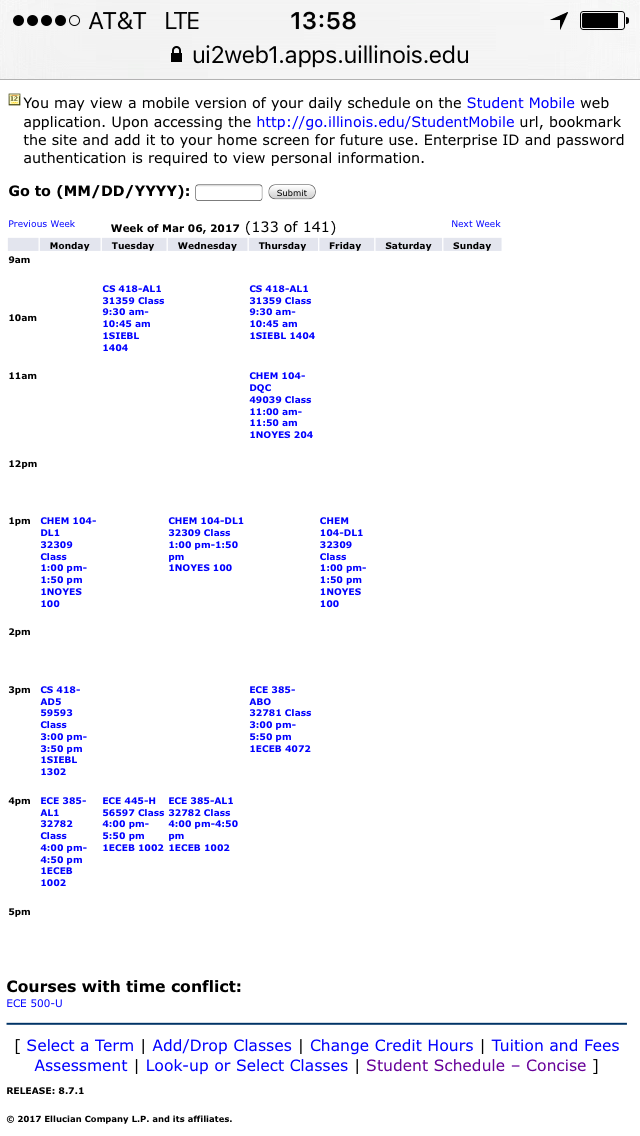 AT&T LTE 13:58
ui2web1.apps.uillinois.edu
12
You may view a mobile version of your daily schedule on the Student Mobile web
application. Upon accessing the http://go.illinois.edu/StudentMobile url, bookmark
the site and add it to your home screen for future use. Enterprise ID and password
authentication is required to view personal information.
Go to (MM/DD/YYYY): Submit
Previous Week Week of Mar 06, 2017 (133 of 141) Next Week
Monday Tuesday Wednesday Thursday Friday Saturday Sunday
9am
CS 418-AL1
31359 Class
9:30 am-
10:45 am
1SIEBL
1404
CS 418-AL1
31359 Class
9:30 am-
10:45 am
1SIEBL 1404
10am
11am
CHEM 104-
DQC
49039 Class
11:00 am-
11:50 am
1NOYES 204
12pm
1pm
CHEM 104-
DL1
32309
Class
1:00 pm-
1:50 pm
1NOYES
100
CHEM 104-DL1
32309 Class
1:00 pm-1:50
pm
1NOYES 100
CHEM
104-DL1
32309
Class
1:00 pm-
1:50 pm
1NOYES
100
2pm
3pm
CS 418-
AD5
59593
Class
3:00 pm-
3:50 pm
1SIEBL
1302
ECE 385-
ABO
32781 Class
3:00 pm-
5:50 pm
1ECEB 4072
4pm
ECE 385-
AL1
32782
Class
4:00 pm-
4:50 pm
1ECEB
1002
ECE 445-H
56597 Class
4:00 pm-
5:50 pm
1ECEB 1002
ECE 385-AL1
32782 Class
4:00 pm-4:50
pm
1ECEB 1002
5pm
Courses with time conflict:
ECE 500-U
[ Select a Term | Add/Drop Classes | Change Credit Hours | Tuition and Fees
Assessment | Look-up or Select Classes | Student Schedule – Concise ]
RELEASE: 8.7.1
© 2017 Ellucian Company L.P. and its affiliates.